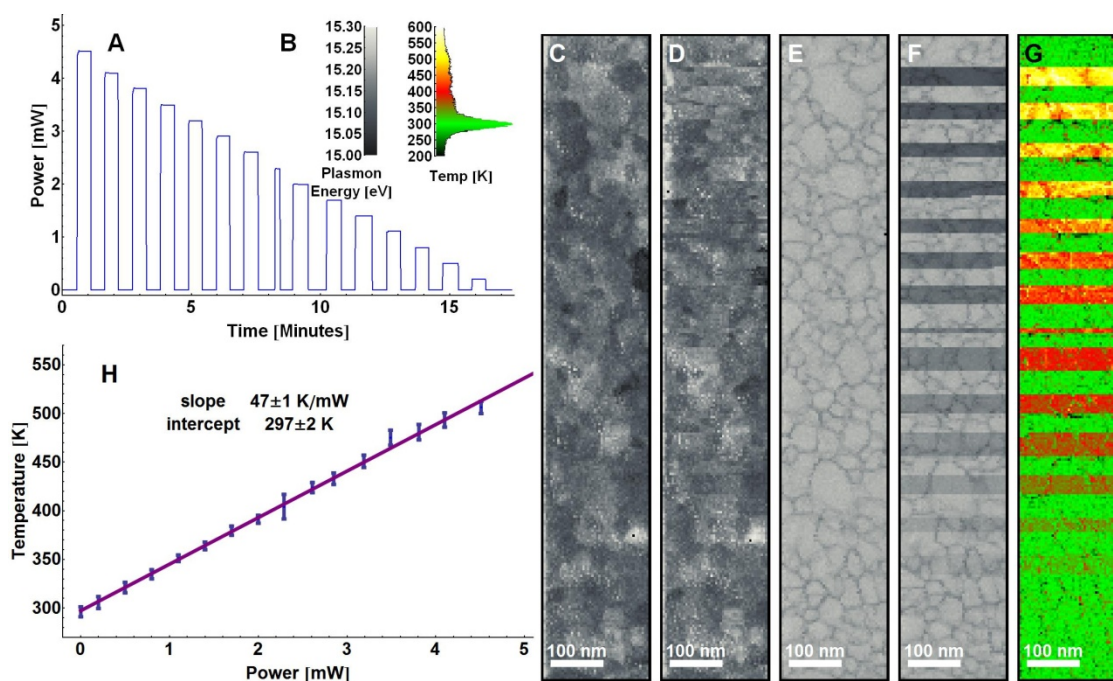 A
Power [mW]
5
4
3
2
1
0
0
5
10
15
Time [Minutes]
B
15.30
15.25
15.20
15.15
15.10
15.05
15.00
Plasmon
Energy [eV]
600
550
500
450
400
350
300
250
200
Temp [K]
H
slope 47±1 K/mW
intercept 297±2 K
Temperature [K]
550
500
450
400
350
300
0
1
2
3
4
5
Power [mW]
C
100 nm
D
100 nm
E
100 nm
F
100 nm
G
100 nm